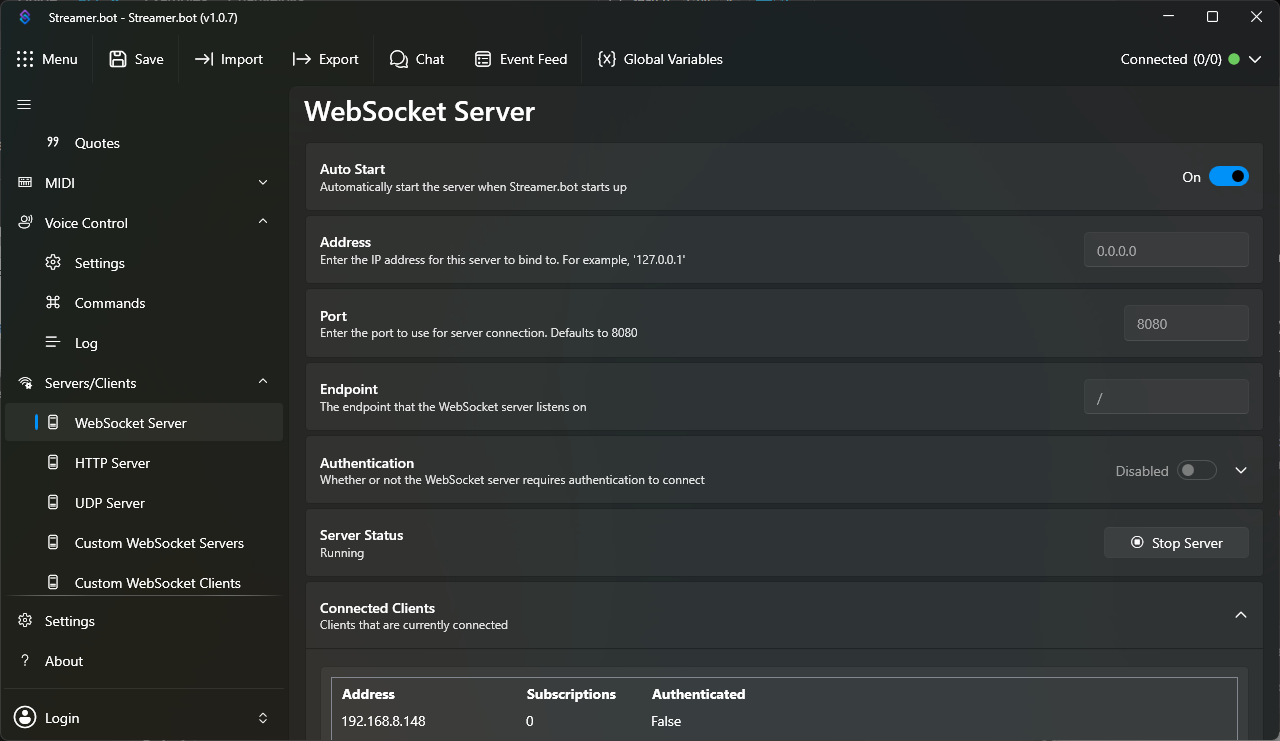 Streamer.bot - Streamer.bot (v1.0.7)
Menu
Save
Import
Export
Chat
Event Feed
Global Variables
Connected (0/0)
Quotes
MIDI
Voice Control
Settings
Commands
Log
Servers/Clients
WebSocket Server
HTTP Server
UDP Server
Custom WebSocket Servers
Custom WebSocket Clients
Settings
About
Login
WebSocket Server
Auto Start
Automatically start the server when Streamer.bot starts up
On
Address
Enter the IP address for this server to bind to. For example, '127.0.0.1'
0.0.0.0
Port
Enter the port to use for server connection. Defaults to 8080
8080
Endpoint
The endpoint that the WebSocket server listens on
/
Authentication
Whether or not the WebSocket server requires authentication to connect
Disabled
Server Status
Running
Stop Server
Connected Clients
Clients that are currently connected
Address Subscriptions Authenticated
192.168.8.148 0 False